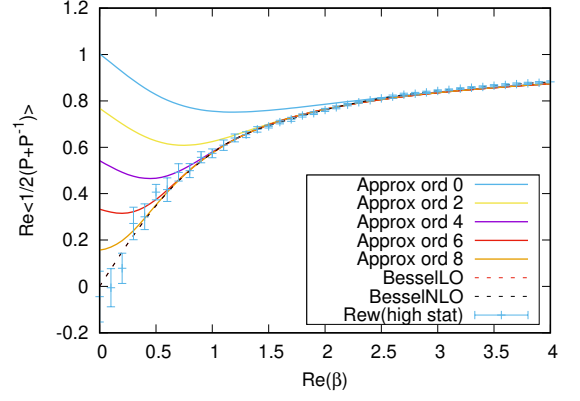 1.2
1
0.8
0.6
0.4
0.2
0
-0.2
Re<1/2(P+P⁻¹)>
Approx ord 0
Approx ord 2
Approx ord 4
Approx ord 6
Approx ord 8
BesselLO
BesselNLO
Rew(high stat)
0 0.5 1 1.5 2 2.5 3 3.5 4
Re(β)